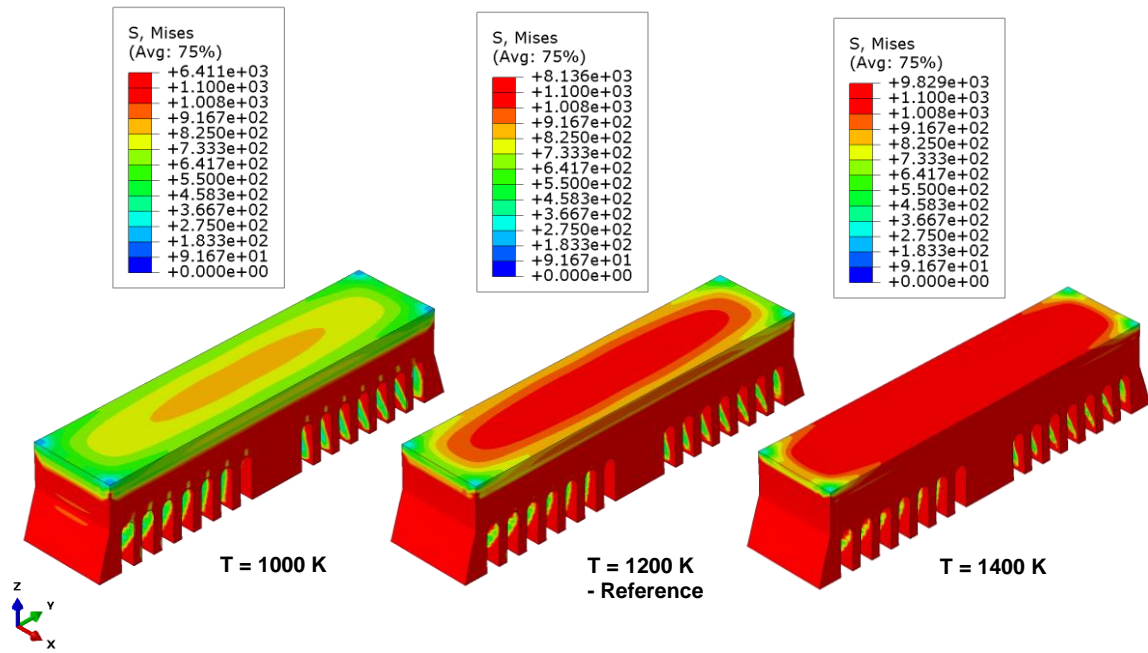 S, Mises
(Avg: 75%)
+6.411e+03
+1.100e+03
+1.008e+03
+9.167e+02
+8.250e+02
+7.333e+02
+6.417e+02
+5.500e+02
+4.583e+02
+3.667e+02
+2.750e+02
+1.833e+02
+9.167e+01
+0.000e+00
S, Mises
(Avg: 75%)
+8.136e+03
+1.100e+03
+1.008e+03
+9.167e+02
+8.250e+02
+7.333e+02
+6.417e+02
+5.500e+02
+4.583e+02
+3.667e+02
+2.750e+02
+1.833e+02
+9.167e+01
+0.000e+00
S, Mises
(Avg: 75%)
+9.829e+03
+1.100e+03
+1.008e+03
+9.167e+02
+8.250e+02
+7.333e+02
+6.417e+02
+5.500e+02
+4.583e+02
+3.667e+02
+2.750e+02
+1.833e+02
+9.167e+01
+0.000e+00
T = 1000 K
T = 1200 K
- Reference
T = 1400 K
Z
Y
X